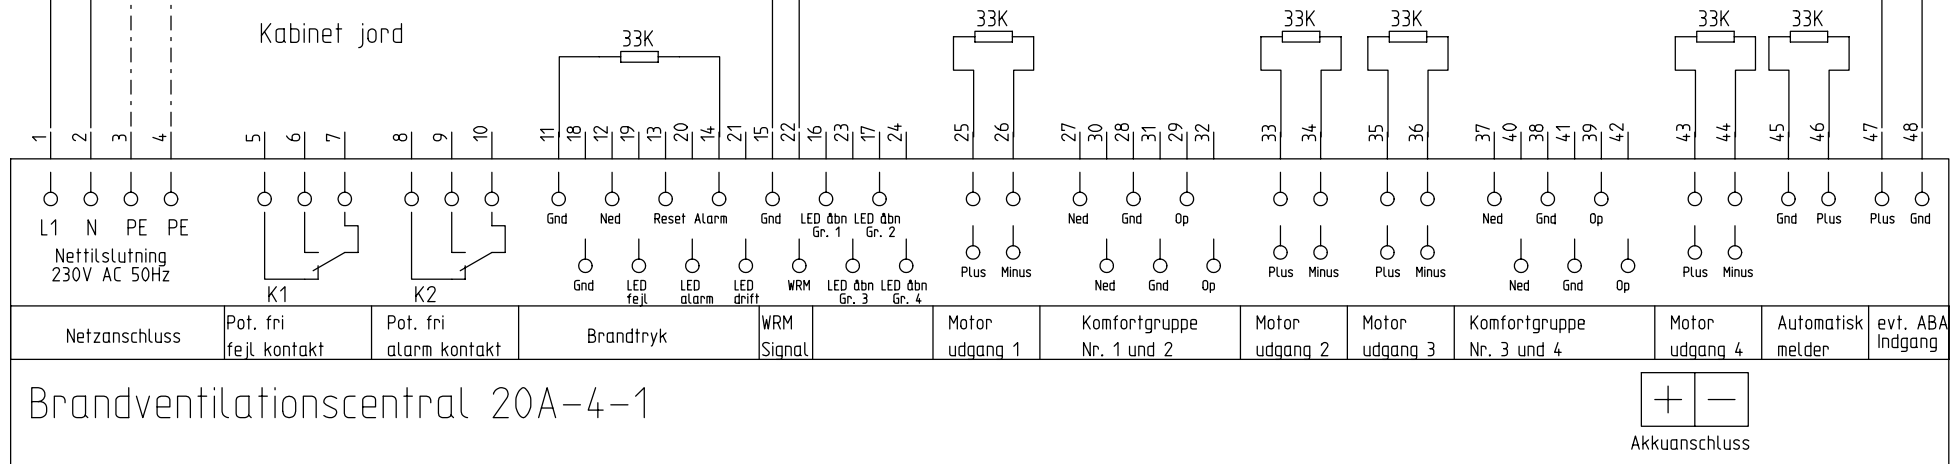 33K 33K 33K 33K 33K
Kabinet jord
33K
1 2 3 4 5 6 7 8 9 10 11 18 12 19 13 20 14 21 15 22 16 23 17 24 25 26 27 30 28 31 29 32 33 34 35 36 37 40 38 41 39 42 43 44 45 46 47 48
L1 N PE PE
Nettilslutning
230V AC 50Hz
K1 K2
Gnd Ned Reset Alarm Gnd LED åbn LED åbn
Gr. 1 Gr. 2
Ned Gnd Op Ned Gnd Op Gnd Plus Plus Gnd
Gnd LED LED LED WRM LED åbn LED åbn
fejl alarm drift Gr. 3 Gr. 4
Plus Minus Ned Gnd Op Plus Minus Plus Minus Ned Gnd Op Plus Minus
Netzanschluss
Pot. fri
fejl kontakt
Pot. fri
alarm kontakt
Brandtryk
WRM
Signal
Motor
udgang 1
Komfortgruppe
Nr. 1 und 2
Motor
udgang 2
Motor
udgang 3
Komfortgruppe
Nr. 3 und 4
Motor
udgang 4
Automatisk
melder
evt. ABA
Indgang
Brandventilationscentral 20A-4-1
+ −
Akkuanschluss